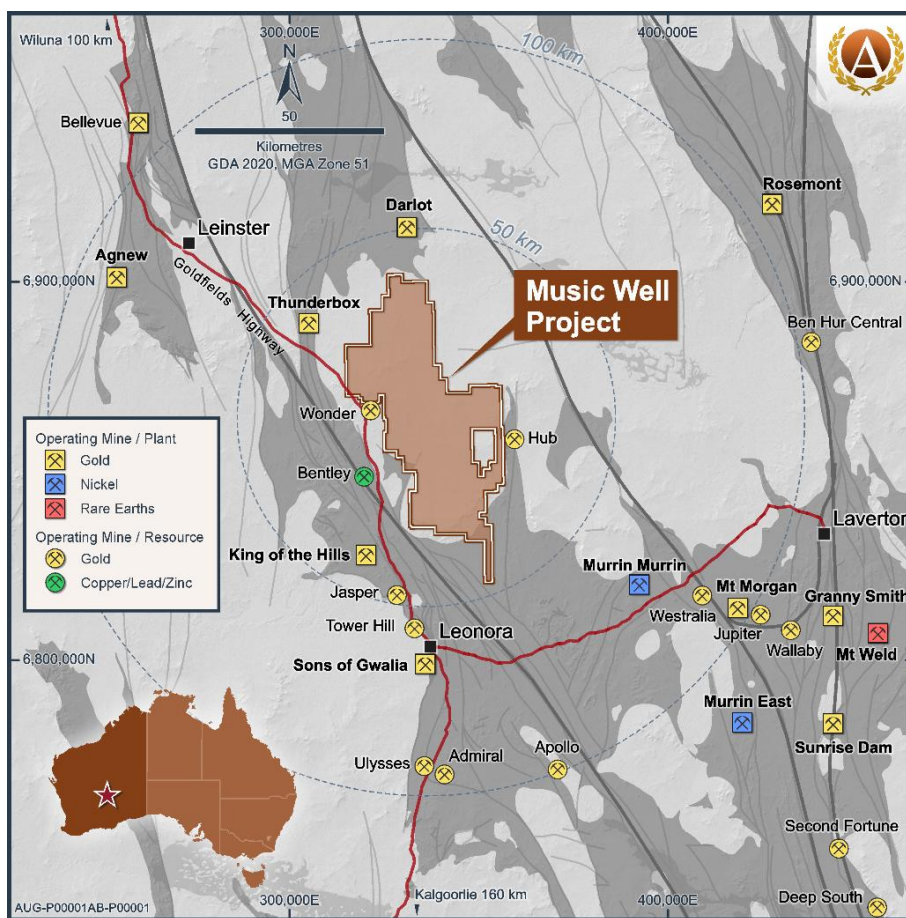 Wiluna 100 km
300,000E
400,000E
N
50
Kilometres
GDA 2020, MGA Zone 51
100 km
50 km
A
Bellevue
Rosemont
Darlot
Leinster
Agnew
6,900,000N
6,900,000N
Goldfields Highway
Thunderbox
Music Well
Project
Ben Hur Central
Wonder
Hub
Operating Mine / Plant
Gold
Nickel
Rare Earths
Operating Mine / Resource
Gold
Copper/Lead/Zinc
Bentley
Laverton
King of the Hills
Murrin Murrin
Jasper
Westralia
Mt Morgan
Granny Smith
Tower Hill
Jupiter
Wallaby
Leonora
Mt Weld
6,800,000N
Sons of Gwalia
Murrin East
Sunrise Dam
Ulysses
Admiral
Apollo
Second Fortune
Deep South
AUG-P00001AB-P00001
300,000E
Kalgoorlie 160 km
400,000E